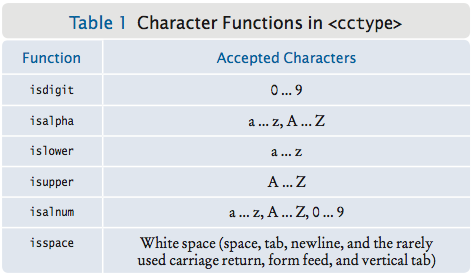 Table 1 Character Functions in <cctype>
Function Accepted Characters
isdigit 0 ... 9
isalpha a ... z, A ... Z
islower a ... z
isupper A ... Z
isalnum a ... z, A ... Z, 0 ... 9
isspace White space (space, tab, newline, and the rarely
used carriage return, form feed, and vertical tab)